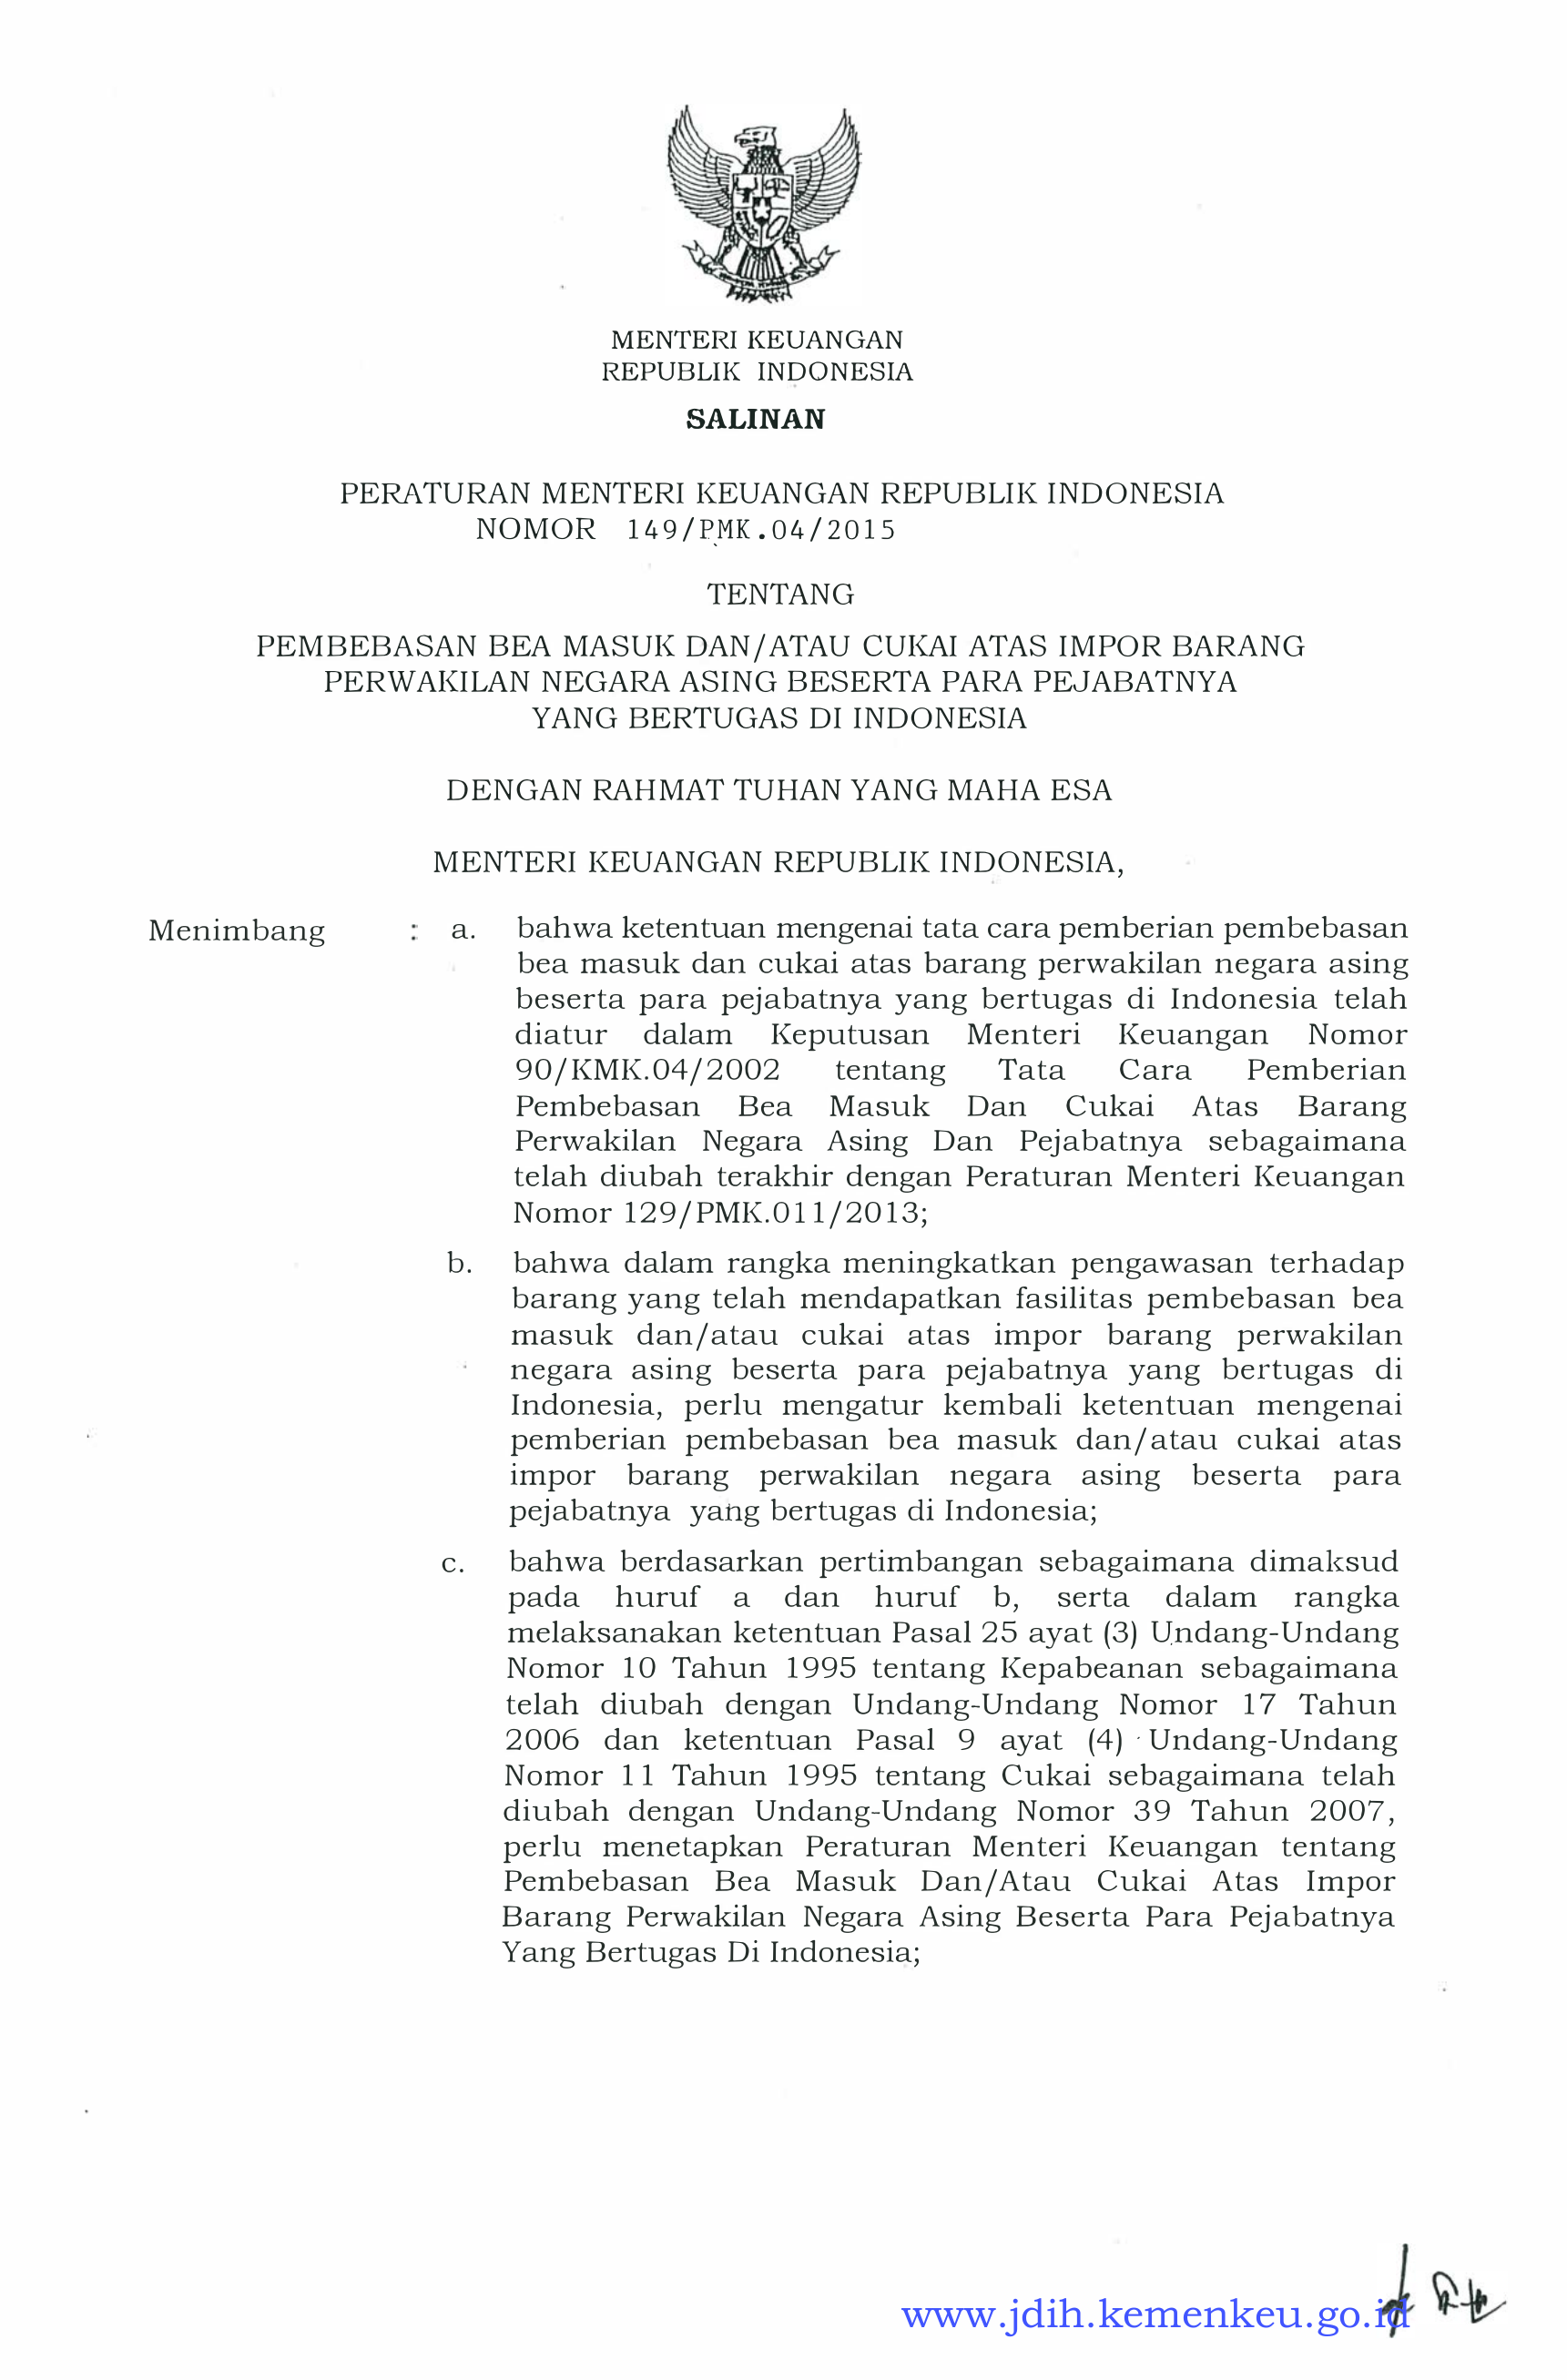 MENTERI KEUANGAN
REPUBLIK INDONESIA
SALINAN
PERATURAN MENTERI KEUANGAN REPUBLIK INDONESIA
NOMOR 149/PMK.04/2015
TENTANG
PEMBEBASAN BEA MASUK DAN/ATAU CUKAI ATAS IMPOR BARANG
PERWAKILAN NEGARA ASING BESERTA PARA PEJABATNYA
YANG BERTUGAS DI INDONESIA
DENGAN RAHMAT TUHAN YANG MAHA ESA
MENTERI KEUANGAN REPUBLIK INDONESIA,
Menimbang : a. bahwa ketentuan mengenai tata cara pemberian pembebasan
bea masuk dan cukai atas barang perwakilan negara asing
beserta para pejabatnya yang bertugas di Indonesia telah
diatur dalam Keputusan Menteri Keuangan Nomor
90/KMK.04/2002 tentang Tata Cara Pemberian
Pembebasan Bea Masuk Dan Cukai Atas Barang
Perwakilan Negara Asing Dan Pejabatnya sebagaimana
telah diubah terakhir dengan Peraturan Menteri Keuangan
Nomor 129/PMK.011/2013;
b. bahwa dalam rangka meningkatkan pengawasan terhadap
barang yang telah mendapatkan fasilitas pembebasan bea
masuk dan/atau cukai atas impor barang perwakilan
negara asing beserta para pejabatnya yang bertugas di
Indonesia, perlu mengatur kembali ketentuan mengenai
pemberian pembebasan bea masuk dan/atau cukai atas
impor barang perwakilan negara asing beserta para
pejabatnya yang bertugas di Indonesia;
c. bahwa berdasarkan pertimbangan sebagaimana dimaksud
pada huruf a dan huruf b, serta dalam rangka
melaksanakan ketentuan Pasal 25 ayat (3) Undang-Undang
Nomor 10 Tahun 1995 tentang Kepabeanan sebagaimana
telah diubah dengan Undang-Undang Nomor 17 Tahun
2006 dan ketentuan Pasal 9 ayat (4) Undang-Undang
Nomor 11 Tahun 1995 tentang Cukai sebagaimana telah
diubah dengan Undang-Undang Nomor 39 Tahun 2007,
perlu menetapkan Peraturan Menteri Keuangan tentang
Pembebasan Bea Masuk Dan/Atau Cukai Atas Impor
Barang Perwakilan Negara Asing Beserta Para Pejabatnya
Yang Bertugas Di Indonesia;
www.jdih.kemenkeu.go.id